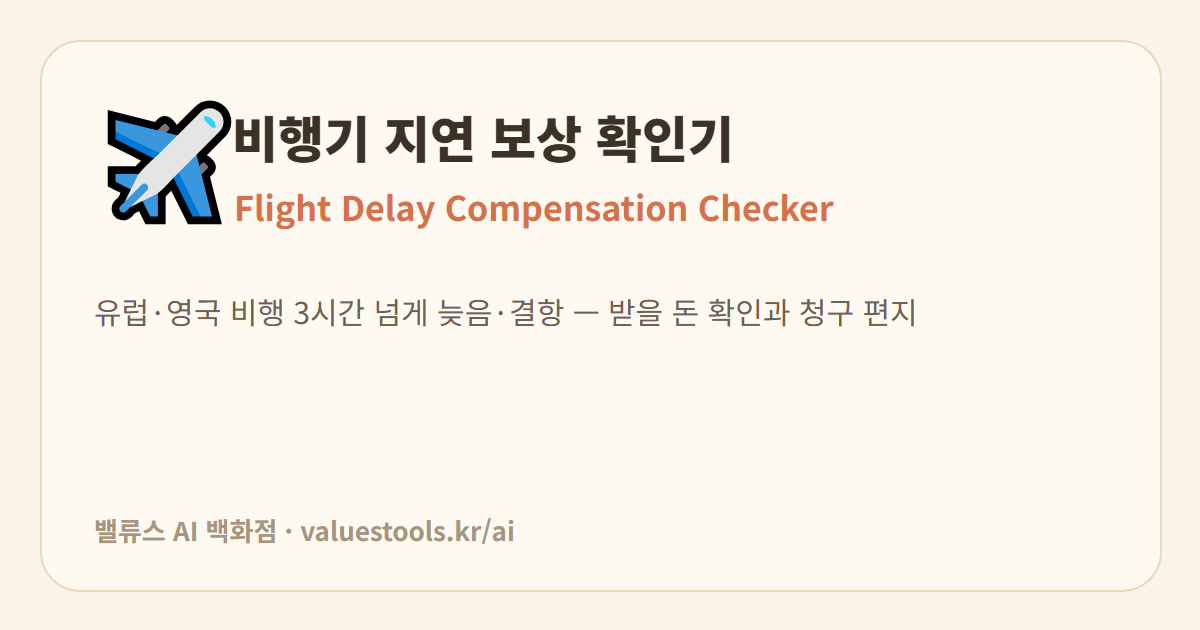 비행기 지연 보상 확인기
Flight Delay Compensation Checker
유럽·영국 비행 3시간 넘게 늦음·결항 — 받을 돈 확인과 청구 편지
밸류스 AI 백화점 · valuestools.kr/ai